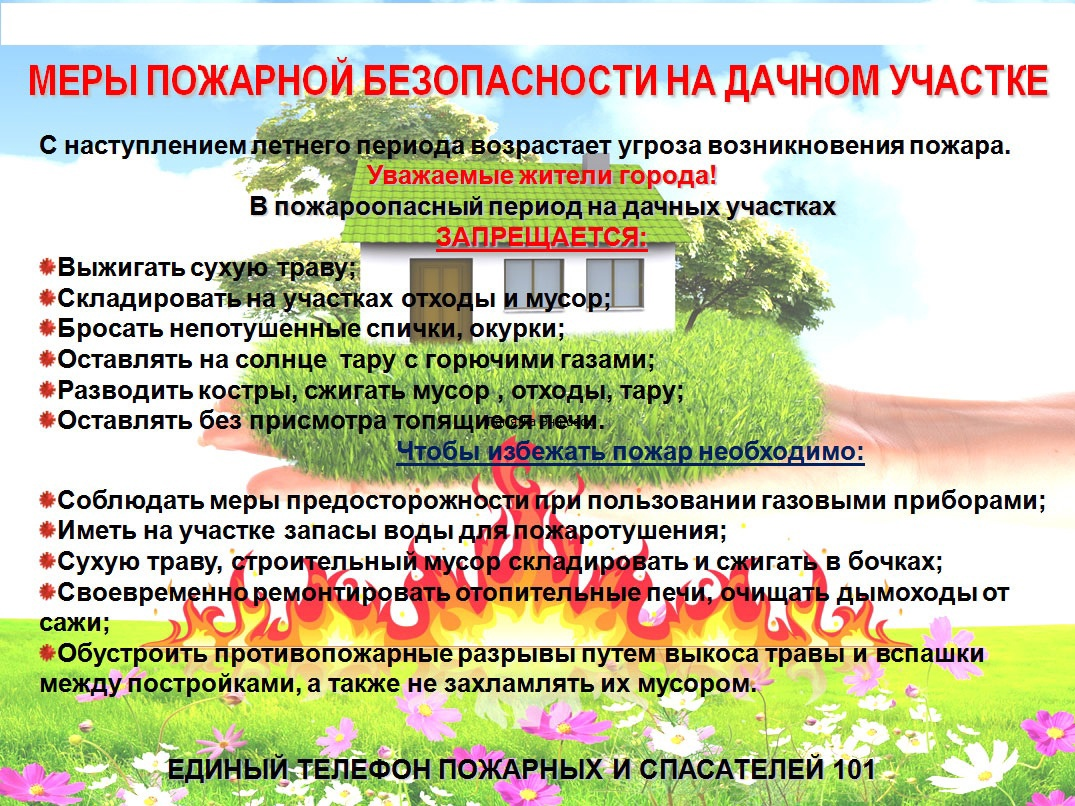 МЕРЫ ПОЖАРНОЙ БЕЗОПАСНОСТИ НА ДАЧНОМ УЧАСТКЕ
С наступлением летнего периода возрастает угроза возникновения пожара.
Уважаемые жители города!
В пожароопасный период на дачных участках
ЗАПРЕЩАЕТСЯ:
Выжигать сухую траву;
Складировать на участках отходы и мусор;
Бросать непотушенные спички, окурки;
Оставлять на солнце тару с горючими газами;
Разводить костры, сжигать мусор , отходы, тару;
Оставлять без присмотра топящиеся печи.
Чтобы избежать пожар необходимо:
Соблюдать меры предосторожности при пользовании газовыми приборами;
Иметь на участке запасы воды для пожаротушения;
Сухую траву, строительный мусор складировать и сжигать в бочках;
Своевременно ремонтировать отопительные печи, очищать дымоходы от
сажи;
Обустроить противопожарные разрывы путем выкоса травы и вспашки
между постройками, а также не захламлять их мусором.
ЕДИНЫЙ ТЕЛЕФОН ПОЖАРНЫХ И СПАСАТЕЛЕЙ 101